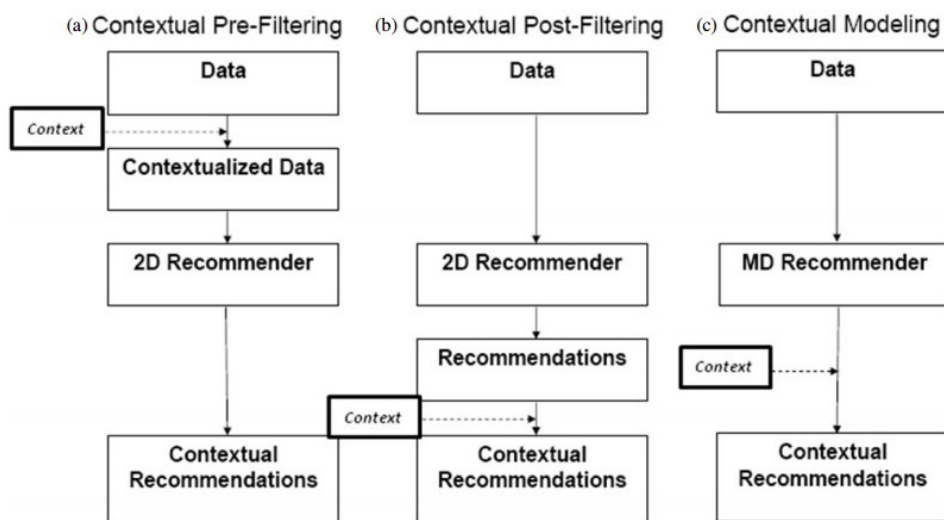 (a) Contextual Pre-Filtering
Data
Context
Contextualized Data
2D Recommender
Contextual
Recommendations
(b) Contextual Post-Filtering
Data
2D Recommender
Recommendations
Context
Contextual
Recommendations
(c) Contextual Modeling
Data
MD Recommender
Context
Contextual
Recommendations